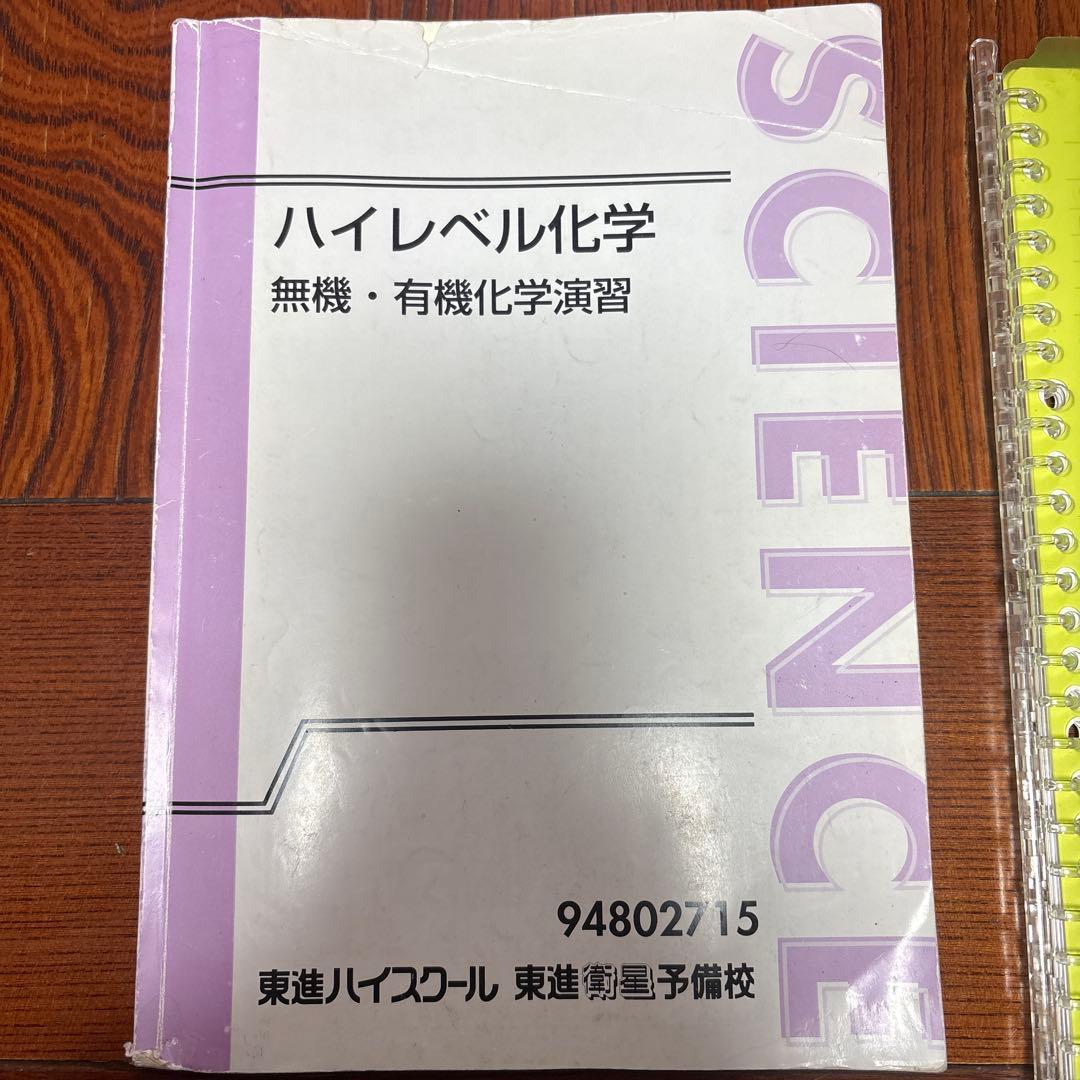 ハイレベル化学
無機・有機化学演習
SCIENCE
94802715
東進ハイスクール 東進衛星予備校